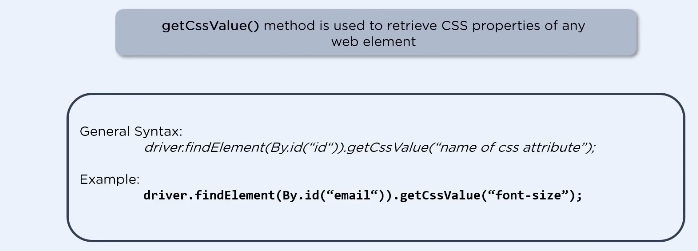 getCssValue() method is used to retrieve CSS properties of any
web element
General Syntax:
driver.findElement(By.id(“id“)).getCssValue(“name of css attribute”);
Example:
driver.findElement(By.id(“email“)).getCssValue(“font-size”);